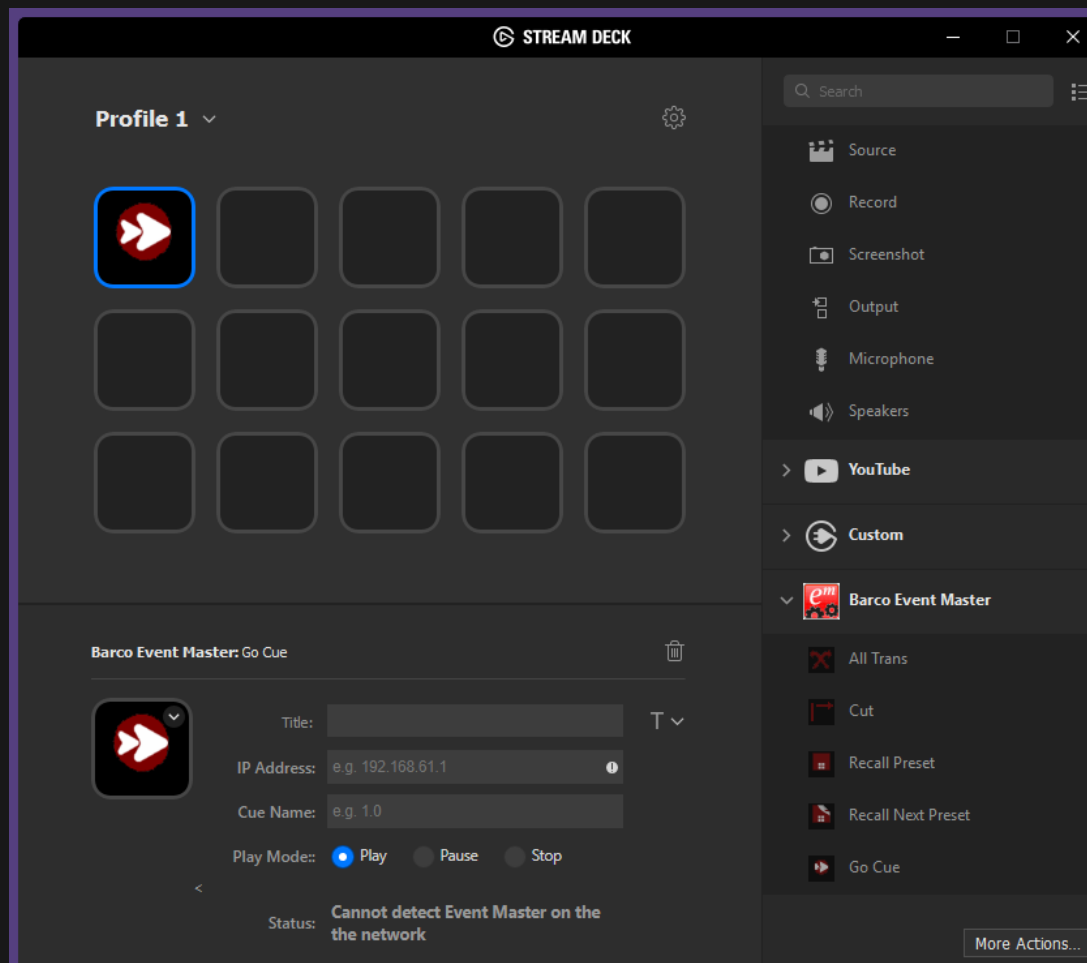 STREAM DECK
Profile 1
Search
Source
Record
Screenshot
Output
Microphone
Speakers
YouTube
Custom
em
Barco Event Master
All Trans
Cut
Recall Preset
Recall Next Preset
Go Cue
More Actions...
Barco Event Master: Go Cue
Title:
T
IP Address: e.g. 192.168.61.1
Cue Name: e.g. 1.0
Play Mode:: Play Pause Stop
<
Status: Cannot detect Event Master on the
the network